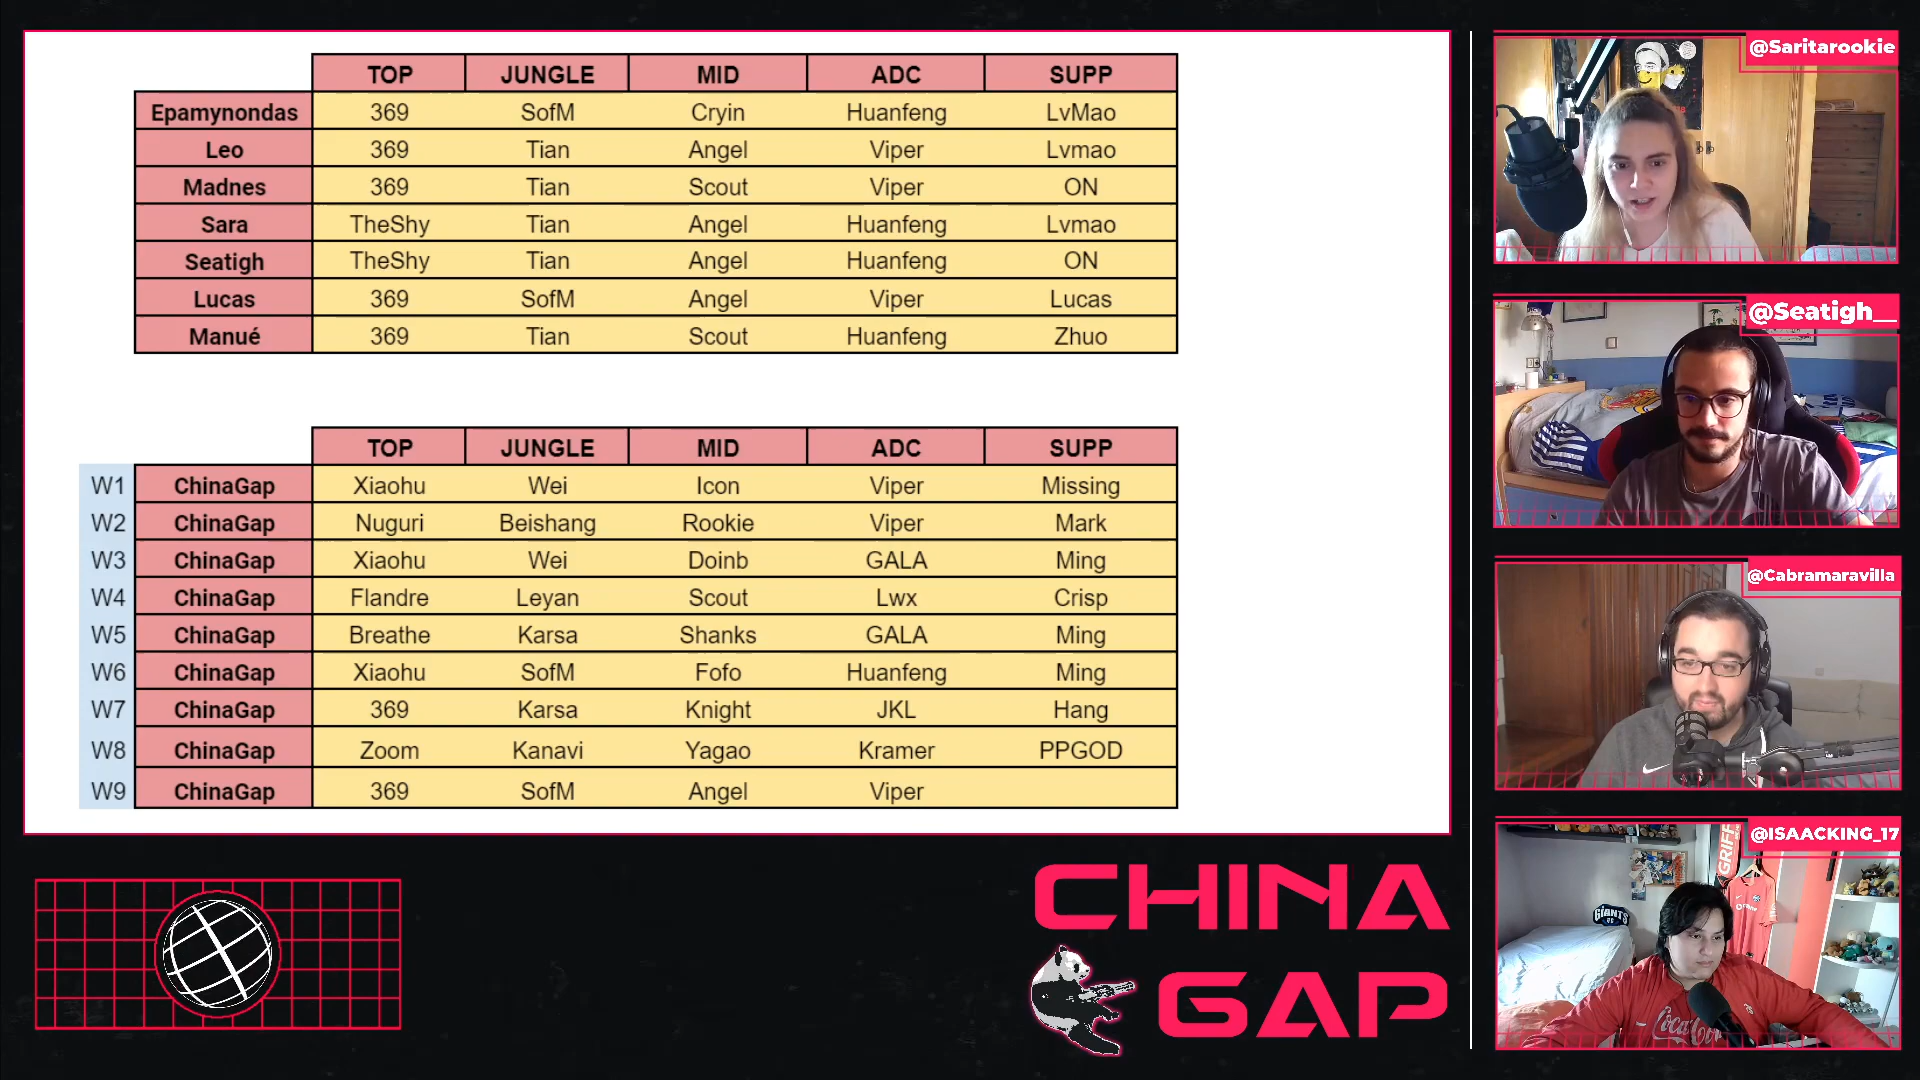 TOP JUNGLE MID ADC SUPP
Epamynondas 369 SofM Cryin Huanfeng LvMao
Leo 369 Tian Angel Viper Lvmao
Madnes 369 Tian Scout Viper ON
Sara TheShy Tian Angel Huanfeng Lvmao
Seatigh TheShy Tian Angel Huanfeng ON
Lucas 369 SofM Angel Viper Lucas
Manué 369 Tian Scout Huanfeng Zhuo
TOP JUNGLE MID ADC SUPP
W1 ChinaGap Xiaohu Wei Icon Viper Missing
W2 ChinaGap Nuguri Beishang Rookie Viper Mark
W3 ChinaGap Xiaohu Wei Doinb GALA Ming
W4 ChinaGap Flandre Leyan Scout Lwx Crisp
W5 ChinaGap Breathe Karsa Shanks GALA Ming
W6 ChinaGap Xiaohu SofM Fofo Huanfeng Ming
W7 ChinaGap 369 Karsa Knight JKL Hang
W8 ChinaGap Zoom Kanavi Yagao Kramer PPGOD
W9 ChinaGap 369 SofM Angel Viper
CHINA
GAP
@Saritarookie
@Seatigh__
@Cabramaravilla
@ISAACKING_17
GRIFF
GIANTS
Coca-Cola